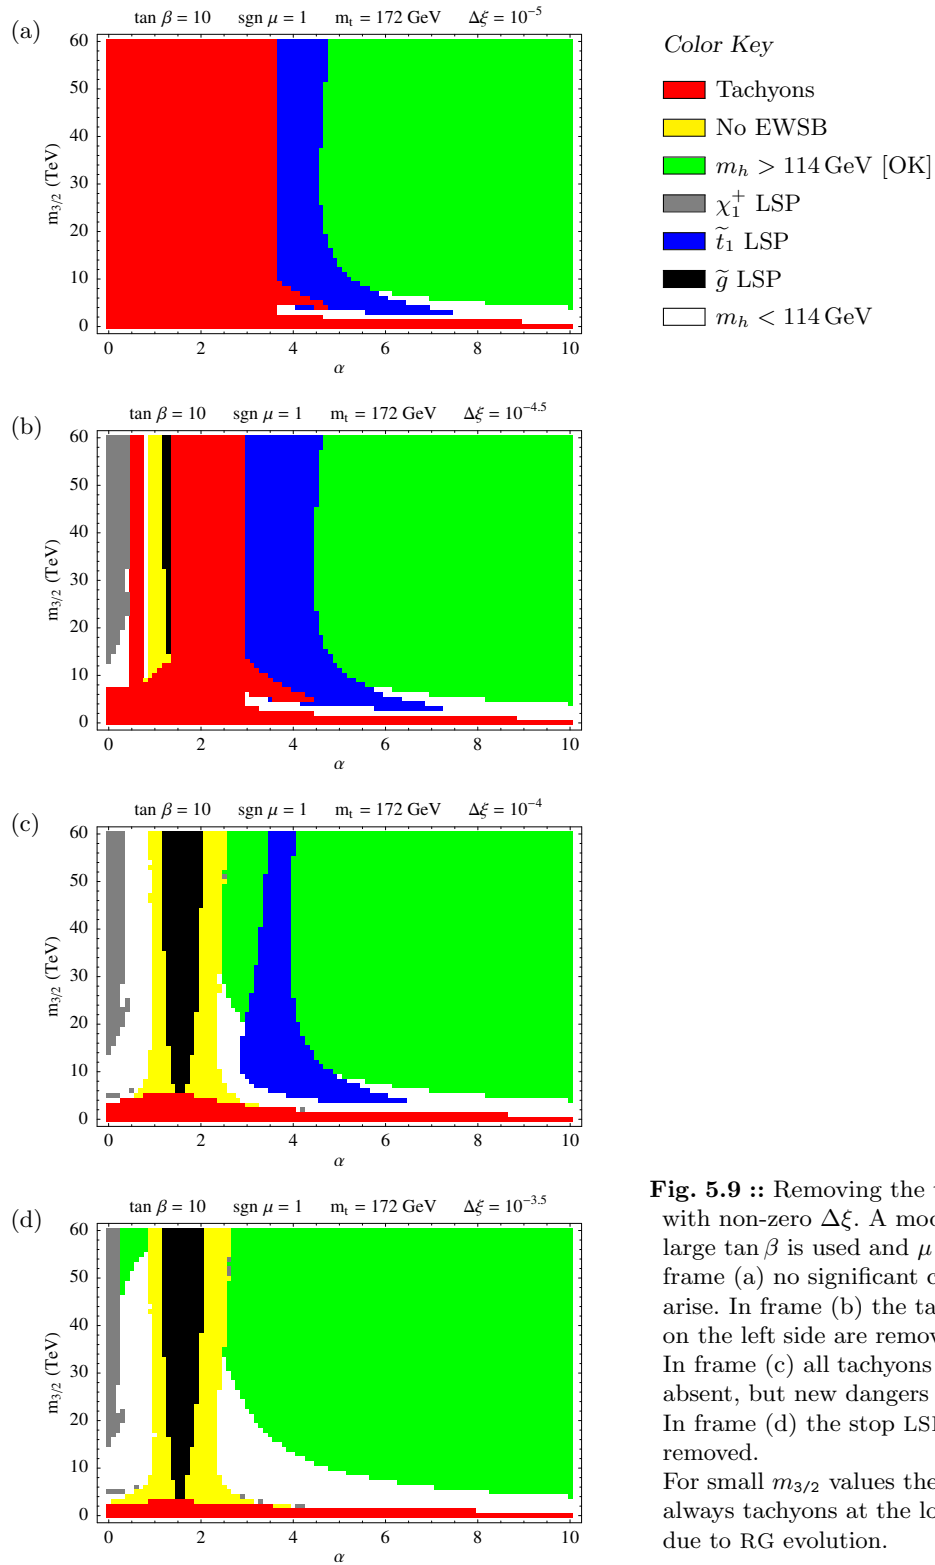 (a)
tan β = 10 sgn μ = 1 m_t = 172 GeV Δξ = 10^-5
60
50
40
30
20
10
0
m_3/2 (TeV)
0 2 4 6 8 10
α
Color Key
Tachyons
No EWSB
m_h > 114 GeV [OK]
χ_1^+ LSP
t̃_1 LSP
g̃ LSP
m_h < 114 GeV
(b)
tan β = 10 sgn μ = 1 m_t = 172 GeV Δξ = 10^-4.5
60
50
40
30
20
10
0
m_3/2 (TeV)
0 2 4 6 8 10
α
(c)
tan β = 10 sgn μ = 1 m_t = 172 GeV Δξ = 10^-4
60
50
40
30
20
10
0
m_3/2 (TeV)
0 2 4 6 8 10
α
(d)
tan β = 10 sgn μ = 1 m_t = 172 GeV Δξ = 10^-3.5
60
50
40
30
20
10
0
m_3/2 (TeV)
0 2 4 6 8 10
α
Fig. 5.9 :: Removing the
with non-zero Δξ. A mod
large tan β is used and μ
frame (a) no significant
arise. In frame (b) the ta
on the left side are remov
In frame (c) all tachyons
absent, but new dangers
In frame (d) the stop LSP
removed.
For small m_3/2 values the
always tachyons at the lo
due to RG evolution.